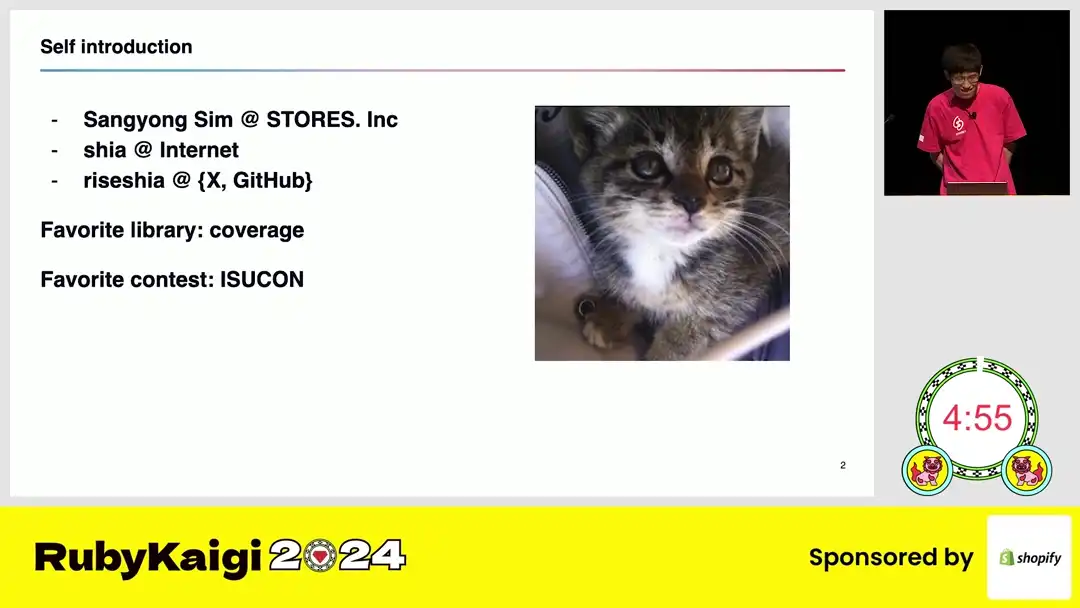 Self introduction
- Sangyong Sim @ STORES. Inc
- shia @ Internet
- riseshia @ {X, GitHub}
Favorite library: coverage
Favorite contest: ISUCON
2
4:55
RubyKaigi 2024
Sponsored by
shopify